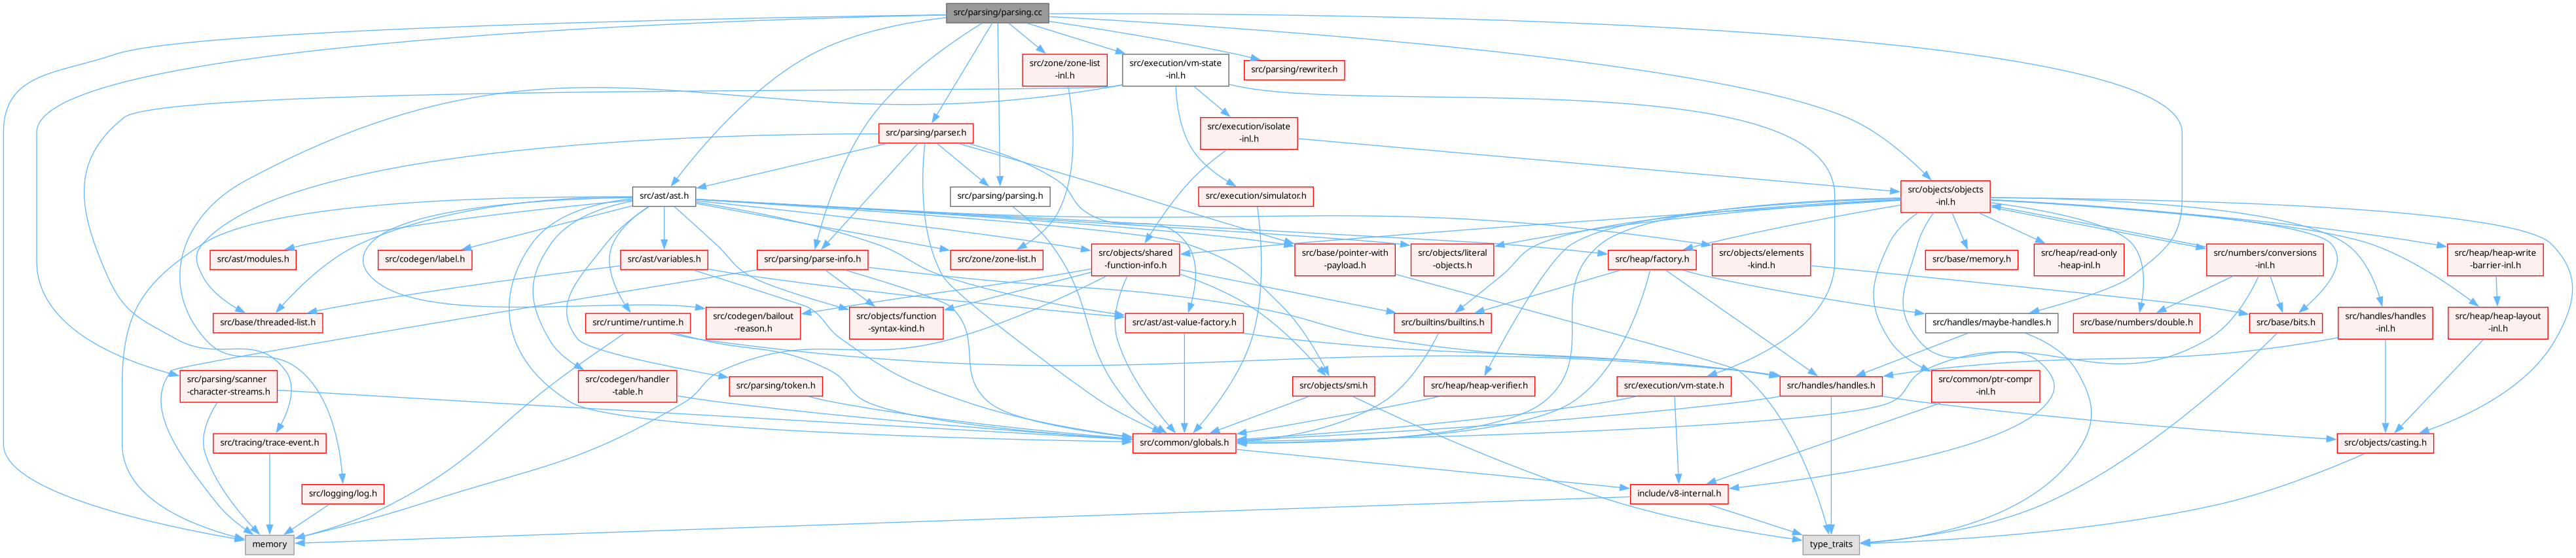 src/parsing/parsing.cc
src/zone/zone-list
-inl.h
src/execution/vm-state
-inl.h
src/parsing/rewriter.h
src/parsing/parser.h
src/execution/isolate
-inl.h
src/ast/ast.h
src/parsing/parsing.h
src/execution/simulator.h
src/objects/objects
-inl.h
src/ast/modules.h
src/codegen/label.h
src/ast/variables.h
src/parsing/parse-info.h
src/zone/zone-list.h
src/objects/shared
-function-info.h
src/base/pointer-with
-payload.h
src/objects/literal
-objects.h
src/heap/factory.h
src/objects/elements
-kind.h
src/base/memory.h
src/heap/read-only
-heap-inl.h
src/numbers/conversions
-inl.h
src/heap/heap-write
-barrier-inl.h
src/base/threaded-list.h
src/runtime/runtime.h
src/codegen/bailout
-reason.h
src/objects/function
-syntax-kind.h
src/ast/ast-value-factory.h
src/builtins/builtins.h
src/handles/maybe-handles.h
src/base/numbers/double.h
src/base/bits.h
src/handles/handles
-inl.h
src/heap/heap-layout
-inl.h
src/parsing/scanner
-character-streams.h
src/codegen/handler
-table.h
src/parsing/token.h
src/objects/smi.h
src/heap/heap-verifier.h
src/execution/vm-state.h
src/handles/handles.h
src/common/ptr-compr
-inl.h
src/tracing/trace-event.h
src/common/globals.h
src/objects/casting.h
src/logging/log.h
include/v8-internal.h
memory
type_traits